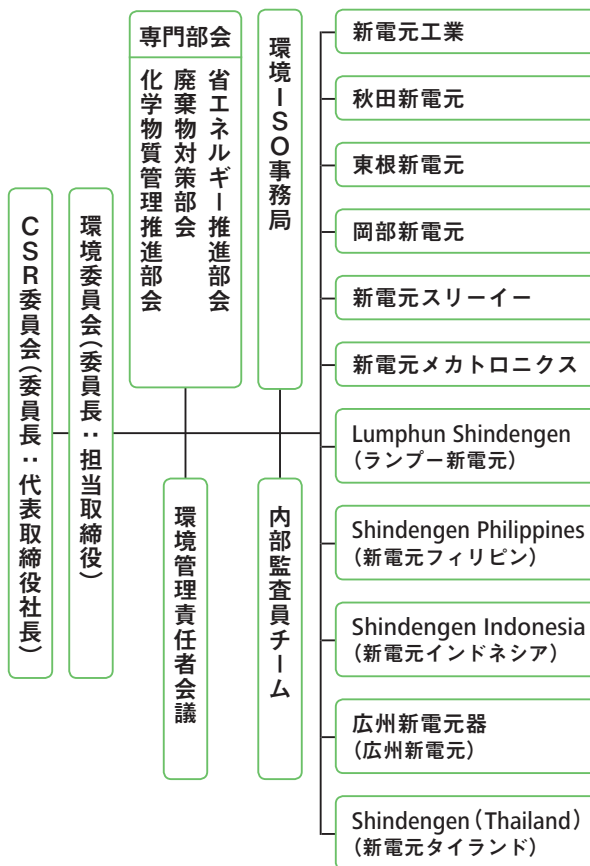 CSR委員会(委員長：代表取締役社長)
環境委員会(委員長：担当取締役)
専門部会
省エネルギー推進部会
廃棄物対策部会
化学物質管理推進部会
環境ISO事務局
環境管理責任者会議
内部監査員チーム
新電元工業
秋田新電元
東根新電元
岡部新電元
新電元スリーイー
新電元メカトロニクス
Lumphun Shindengen
(ランプー新電元)
Shindengen Philippines
(新電元フィリピン)
Shindengen Indonesia
(新電元インドネシア)
広州新電元器
(広州新電元)
Shindengen (Thailand)
(新電元タイランド)